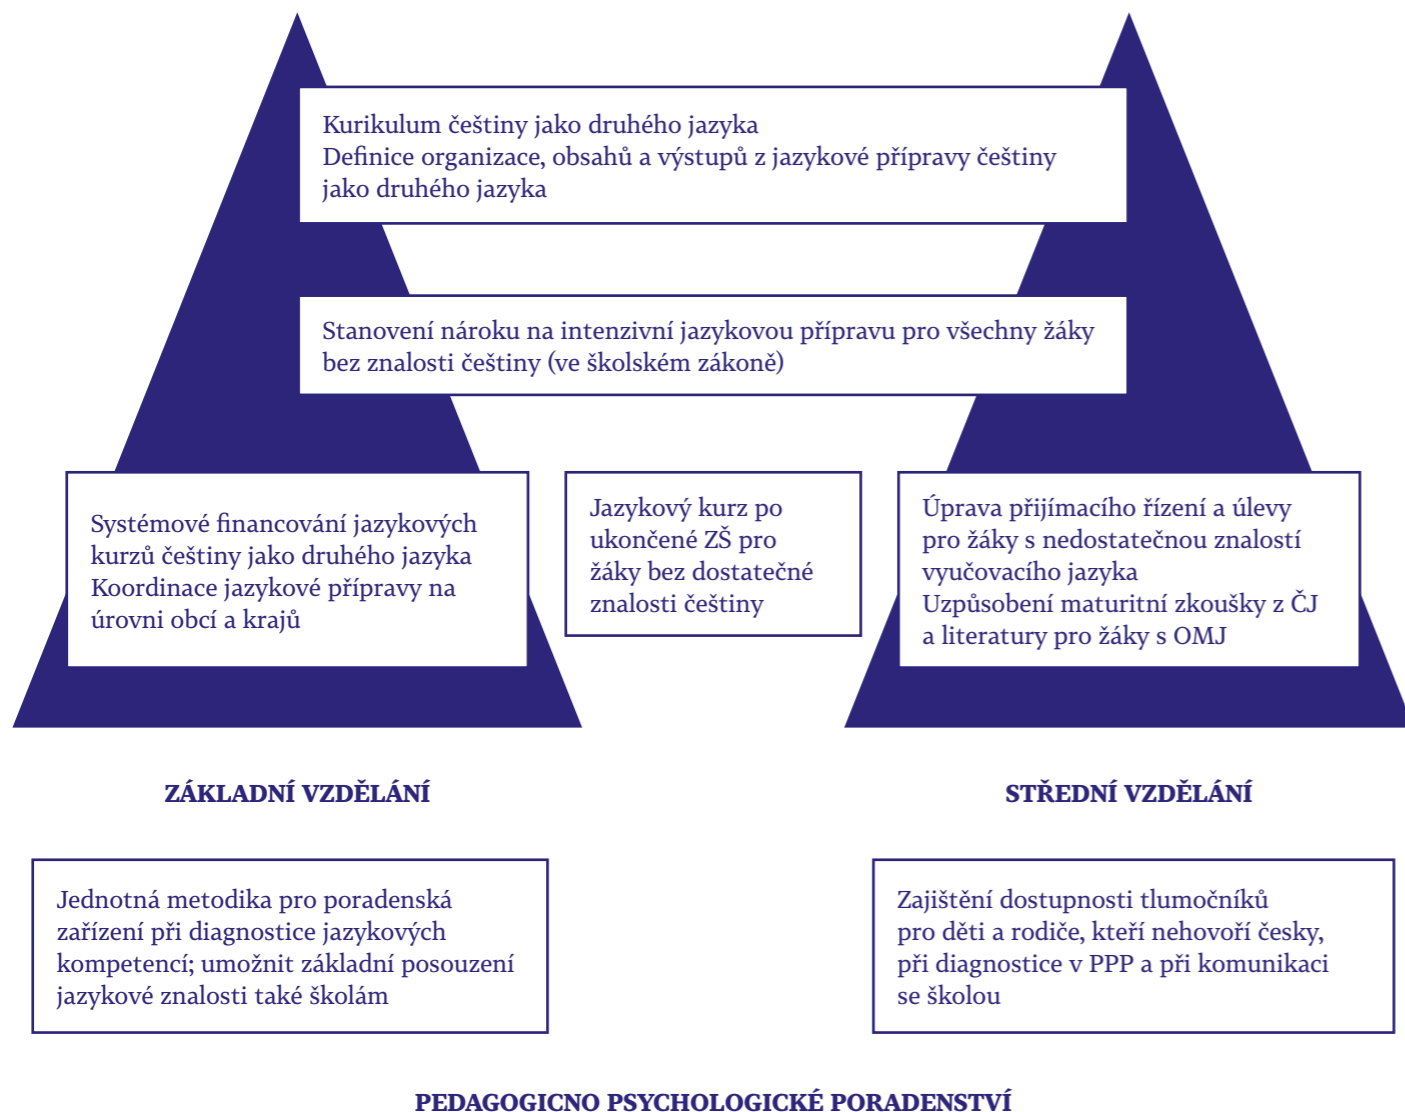 Kurikulum češtiny jako druhého jazyka
Definice organizace, obsahů a výstupů z jazykové přípravy češtiny
jako druhého jazyka
Stanovení nároku na intenzivní jazykovou přípravu pro všechny žáky
bez znalosti češtiny (ve školském zákoně)
Systémové financování jazykových
kurzů češtiny jako druhého jazyka
Koordinace jazykové přípravy na
úrovni obcí a krajů
Jazykový kurz po
ukončené ZŠ pro
žáky bez dostatečné
znalosti češtiny
Úprava přijímacího řízení a úlevy
pro žáky s nedostatečnou znalostí
vyučovacího jazyka
Uzpůsobení maturitní zkoušky z ČJ
a literatury pro žáky s OMJ
ZÁKLADNÍ VZDĚLÁNÍ
STŘEDNÍ VZDĚLÁNÍ
Jednotná metodika pro poradenská
zařízení při diagnostice jazykových
kompetencí; umožnit základní posouzení
jazykové znalosti také školám
Zajištění dostupnosti tlumočníků
pro děti a rodiče, kteří nehovoří česky,
při diagnostice v PPP a při komunikaci
se školou
PEDAGOGICNO PSYCHOLOGICKÉ PORADENSTVÍ